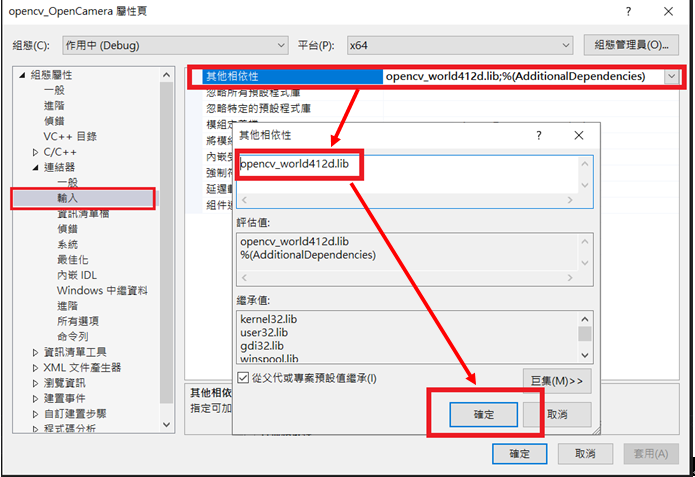 opencv_OpenCamera 屬性頁
組態(C):
作用中 (Debug)
平台(P):
x64
組態管理員(O)...
組態屬性
一般
進階
偵錯
VC++ 目錄
C/C++
連結器
一般
輸入
資訊清單檔
偵錯
系統
最佳化
內嵌 IDL
Windows 中繼資料
進階
所有選項
命令列
資訊清單工具
XML 文件產生器
瀏覽資訊
建置事件
自訂建置步驟
程式碼分析
其他相依性 opencv_world412d.lib;%(AdditionalDependencies)
忽略所有預設程式庫
忽略特定的預設程式庫
模組定義檔
將模組
內嵌受
強制符
延遲載
組件連
其他相依性
opencv_world412d.lib
評估值:
opencv_world412d.lib
%(AdditionalDependencies)
繼承值:
kernel32.lib
user32.lib
gdi32.lib
winspool.lib
從父代或專案預設值繼承(I)
巨集(M)>>
確定
取消
其他相依
指定可加
確定
取消
套用(A)